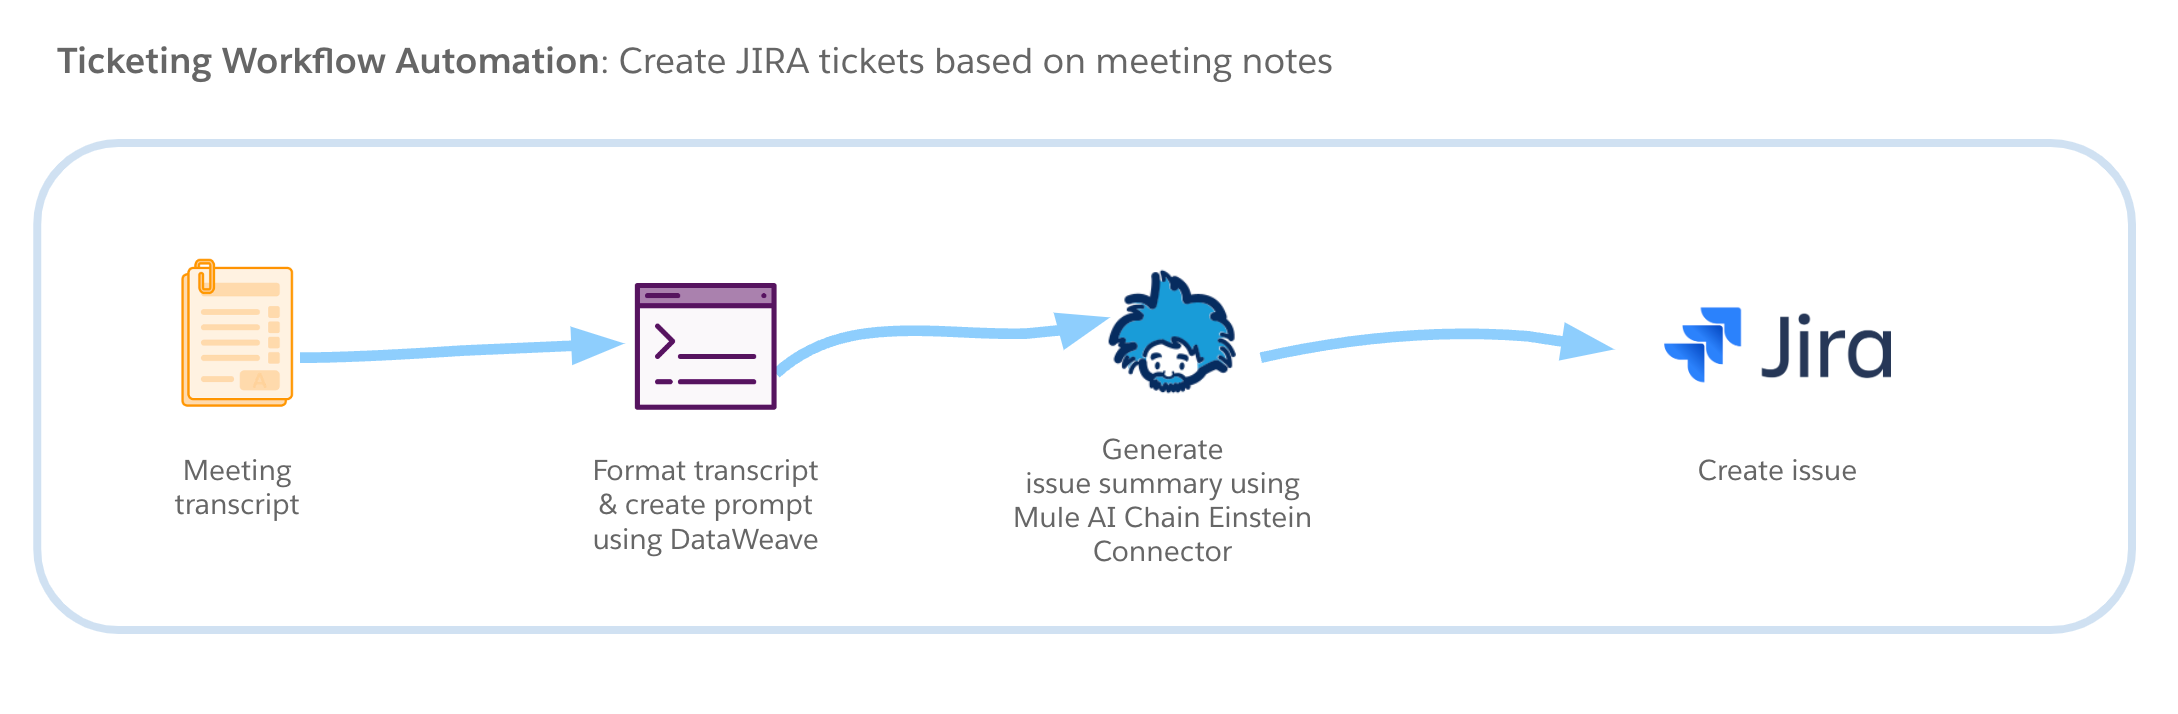 Ticketing Workflow Automation: Create JIRA tickets based on meeting notes
Meeting
transcript
Format transcript
& create prompt
using DataWeave
Generate
issue summary using
Mule AI Chain Einstein
Connector
Jira
Create issue
A